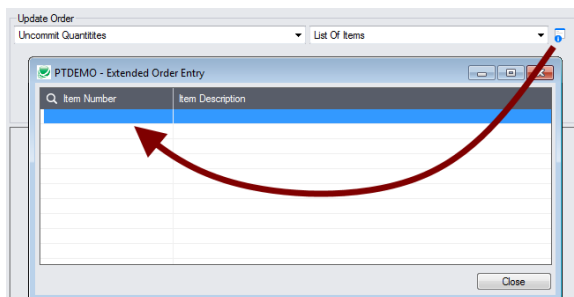 Update Order
Uncommit Quantitites
List Of Items
PTDEMO - Extended Order Entry
Item Number
Item Description
Close